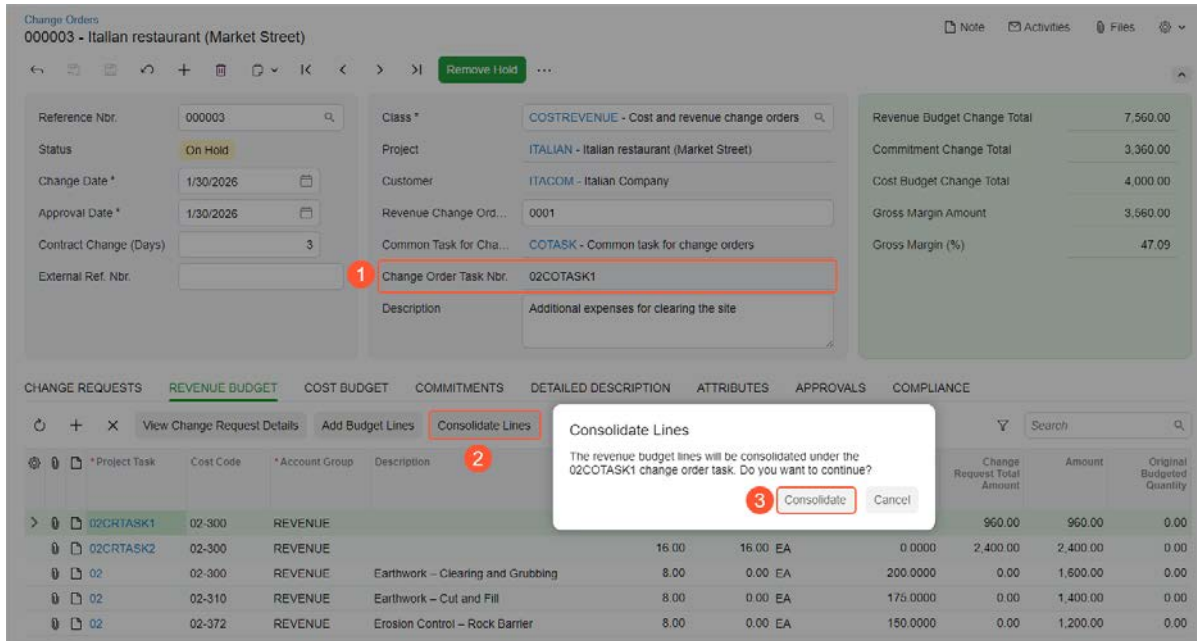 Change Orders
000003 - Italian restaurant (Market Street)
Note Activities Files
Remove Hold
Reference Nbr. 000003
Status On Hold
Change Date * 1/30/2026
Approval Date * 1/30/2026
Contract Change (Days) 3
External Ref. Nbr.
Class * COSTREVENUE - Cost and revenue change orders
Project ITALIAN - Italian restaurant (Market Street)
Customer ITACOM - Italian Company
Revenue Change Ord... 0001
Common Task for Cha... COTASK - Common task for change orders
1 Change Order Task Nbr. 02COTASK1
Description Additional expenses for clearing the site
Revenue Budget Change Total 7,560.00
Commitment Change Total 3,360.00
Cost Budget Change Total 4,000.00
Gross Margin Amount 3,560.00
Gross Margin (%) 47.09
CHANGE REQUESTS REVENUE BUDGET COST BUDGET COMMITMENTS DETAILED DESCRIPTION ATTRIBUTES APPROVALS COMPLIANCE
View Change Request Details Add Budget Lines Consolidate Lines Search
2
Consolidate Lines
The revenue budget lines will be consolidated under the
02COTASK1 change order task. Do you want to continue?
3 Consolidate Cancel
* Project Task Cost Code * Account Group Description Change Request Total Amount Amount Original Budgeted Quantity
02CRTASK1 02-300 REVENUE 960.00 960.00 0.00
02CRTASK2 02-300 REVENUE 16.00 16.00 EA 0.0000 2,400.00 2,400.00 0.00
02 02-300 REVENUE Earthwork – Clearing and Grubbing 8.00 0.00 EA 200.0000 0.00 1,600.00 0.00
02 02-310 REVENUE Earthwork – Cut and Fill 8.00 0.00 EA 175.0000 0.00 1,400.00 0.00
02 02-372 REVENUE Erosion Control – Rock Barrier 8.00 0.00 EA 150.0000 0.00 1,200.00 0.00